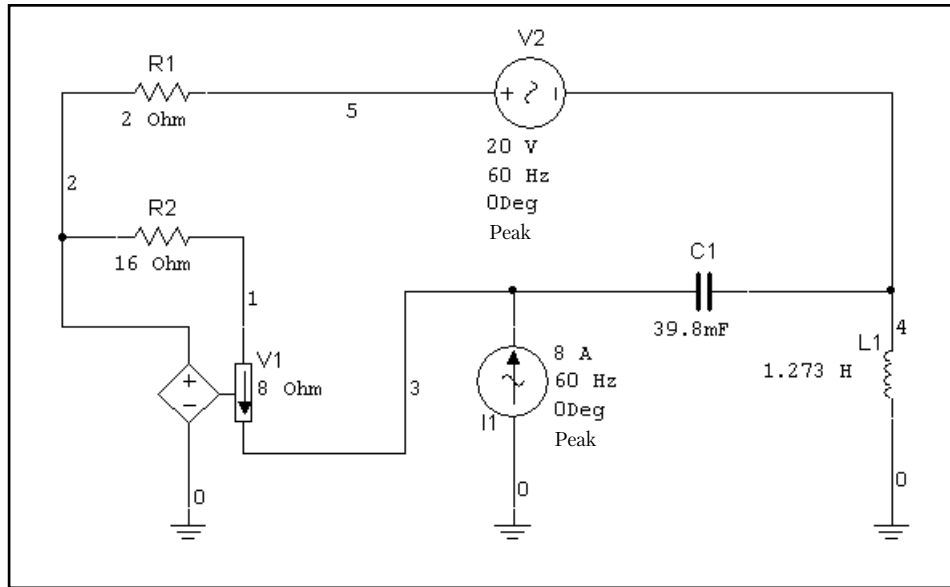 V2
R1
5
2 Ohm
20 V
60 Hz
0Deg
Peak
2
R2
16 Ohm
C1
1
39.8mF
4
L1
V1
8 Ohm
3
8 A
60 Hz
0Deg
Peak
I1
1.273 H
0
0
0